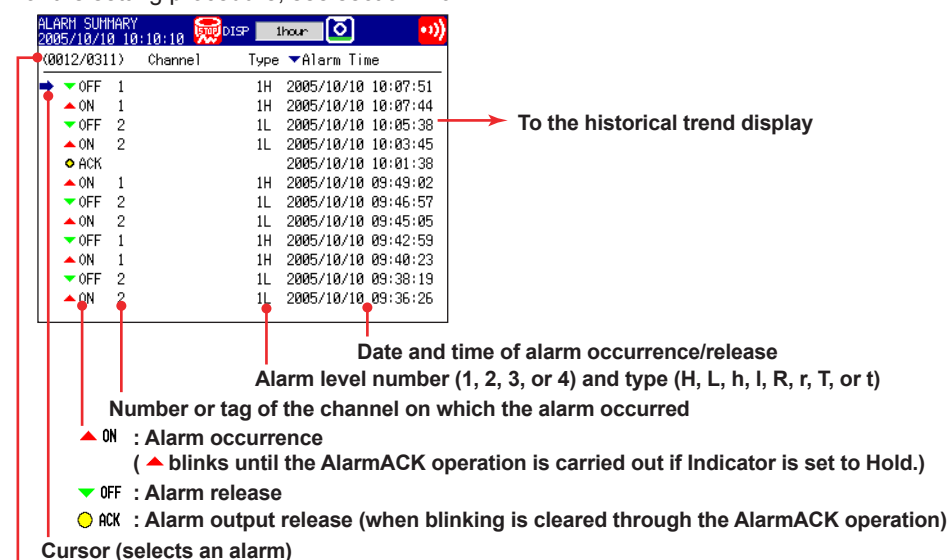 ALARM SUMMARY
2005/10/10 10:10:10 STOP DISP 1hour
(0012/0311) Channel Type ▼Alarm Time
▼OFF 1 1H 2005/10/10 10:07:51
▲ON 1 1H 2005/10/10 10:07:44
▼OFF 2 1L 2005/10/10 10:05:38
To the historical trend display
▲ON 2 1L 2005/10/10 10:03:45
ACK 2005/10/10 10:01:38
▲ON 1 1H 2005/10/10 09:49:02
▼OFF 2 1L 2005/10/10 09:46:57
▲ON 2 1L 2005/10/10 09:45:05
▼OFF 1 1H 2005/10/10 09:42:59
▲ON 1 1H 2005/10/10 09:40:23
▼OFF 2 1L 2005/10/10 09:38:19
▲ON 2 1L 2005/10/10 09:36:26
Date and time of alarm occurrence/release
Alarm level number (1, 2, 3, or 4) and type (H, L, h, l, R, r, T, or t)
Number or tag of the channel on which the alarm occurred
▲ ON : Alarm occurrence
( ▲ blinks until the AlarmACK operation is carried out if Indicator is set to Hold.)
▼ OFF : Alarm release
ACK : Alarm output release (when blinking is cleared through the AlarmACK operation)
Cursor (selects an alarm)